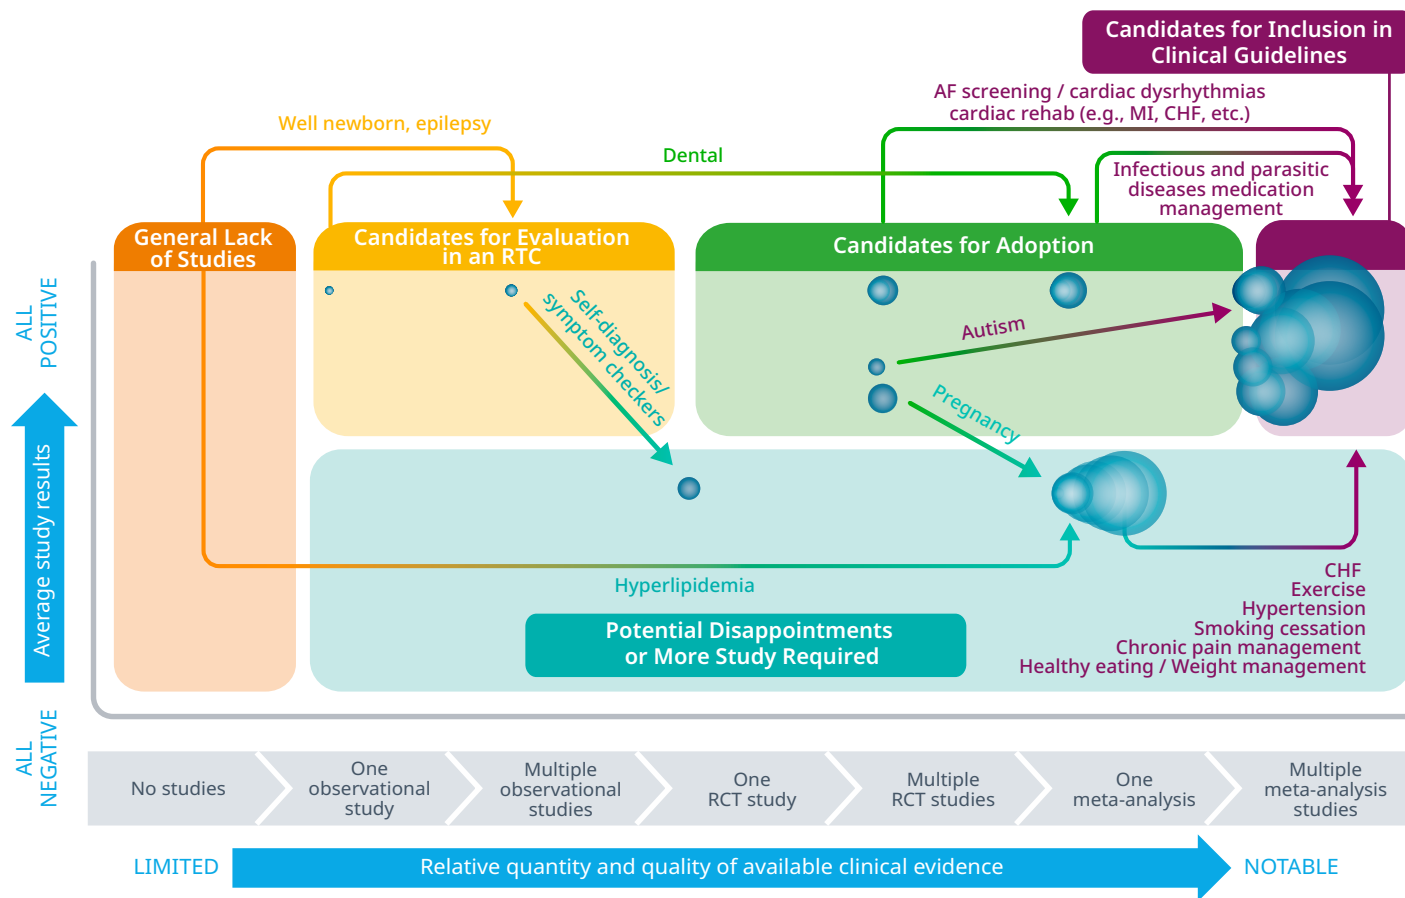 Candidates for Inclusion in
Clinical Guidelines
AF screening / cardiac dysrhythmias
cardiac rehab (e.g., MI, CHF, etc.)
Well newborn, epilepsy
Dental
Infectious and parasitic
diseases medication
management
General Lack
of Studies
Candidates for Evaluation
in an RTC
Candidates for Adoption
ALL
POSITIVE
Self-diagnosis/
symptom checkers
Autism
Pregnancy
Average study results
Hyperlipidemia
CHF
Exercise
Hypertension
Smoking cessation
Chronic pain management
Healthy eating / Weight management
Potential Disappointments
or More Study Required
ALL
NEGATIVE
No studies
One
observational
study
Multiple
observational
studies
One
RCT study
Multiple
RCT studies
One
meta-analysis
Multiple
meta-analysis
studies
LIMITED
Relative quantity and quality of available clinical evidence
NOTABLE